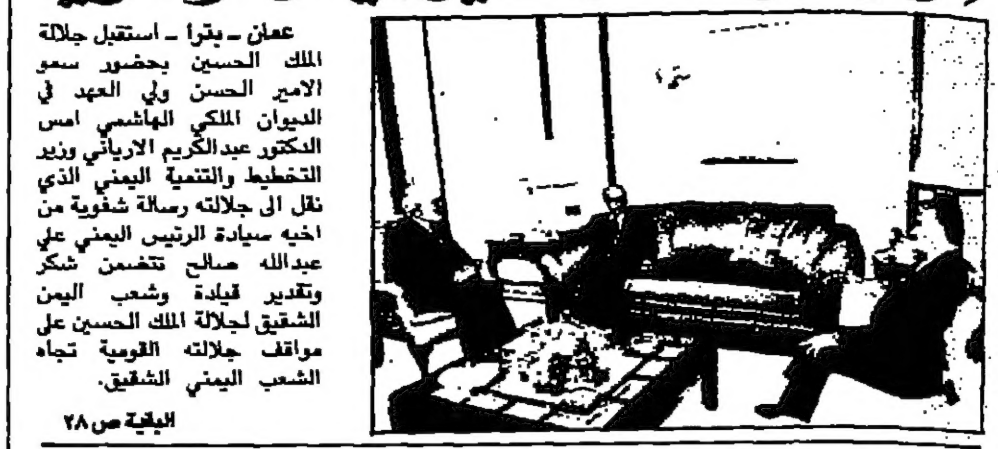 عمان - بترا - استقبل جلالة
الملك الحسين بحضور سمو
الامير الحسن ولي العهد في
الديوان الملكي الهاشمي امس
الدكتور عبدالكريم الارياني وزير
التخطيط والتنمية اليمني الذي
نقل الى جلالته رسالة شفوية من
اخيه سيادة الرئيس اليمني علي
عبدالله صالح تتضمن شكر
وتقدير قيادة وشعب اليمن
الشقيق لجلالة الملك الحسين على
مواقف جلالته القومية تجاه
الشعب اليمني الشقيق.
البقية ص ٢٨